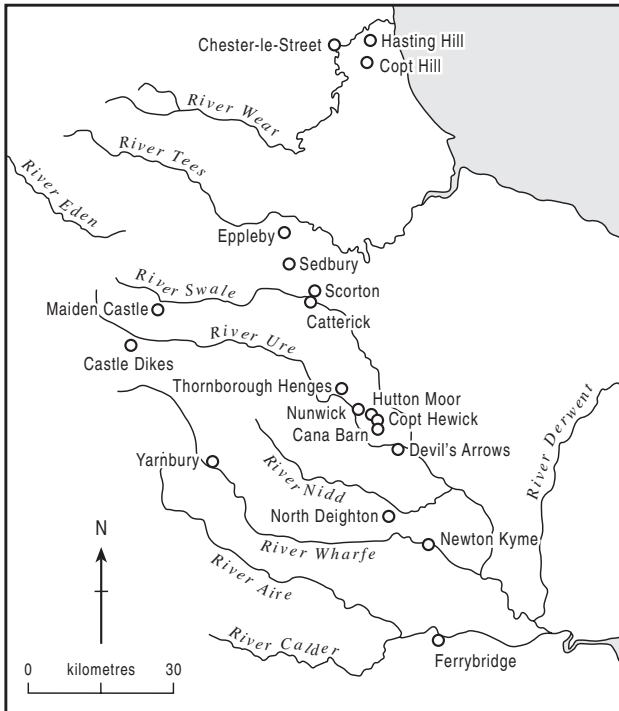 Chester-le-Street
Hasting Hill
Copt Hill
River Wear
River Tees
River Eden
Eppleby
Sedbury
River Swale
Scorton
Maiden Castle
Catterick
River Ure
Castle Dikes
Thornborough Henges
Hutton Moor
Nunwick
Copt Hewick
Cana Barn
Devil's Arrows
River Derwent
Yarnbury
River Nidd
North Deighton
Newton Kyme
River Wharfe
N
River Aire
River Calder
Ferrybridge
0 kilometres 30